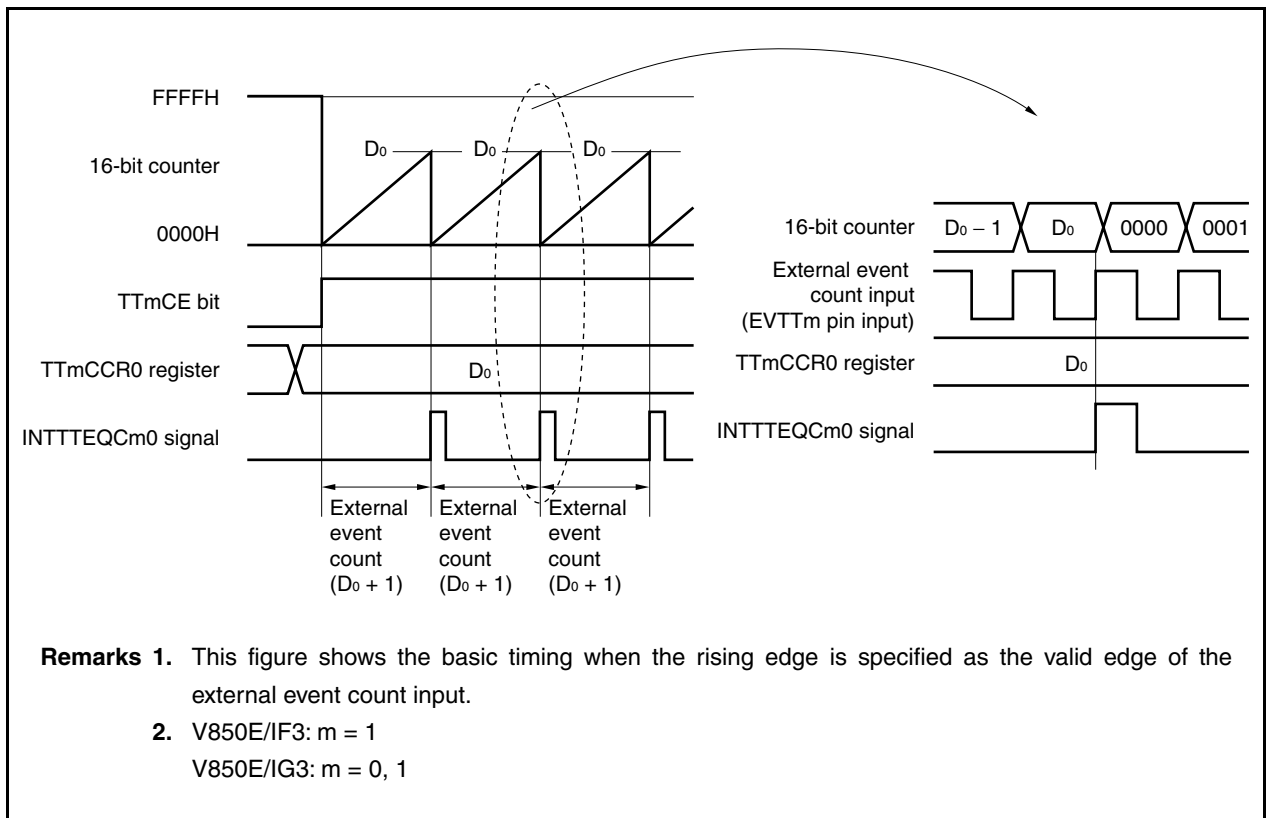 FFFFH
16-bit counter
0000H
D0
D0
D0
TTmCE bit
TTmCCR0 register
D0
INTTTEQCm0 signal
External
event
count
(D0 + 1)
External
event
count
(D0 + 1)
External
event
count
(D0 + 1)
16-bit counter
D0 − 1
D0
0000
0001
External event
count input
(EVTTm pin input)
TTmCCR0 register
D0
INTTTEQCm0 signal
Remarks 1. This figure shows the basic timing when the rising edge is specified as the valid edge of the
external event count input.
2. V850E/IF3: m = 1
V850E/IG3: m = 0, 1